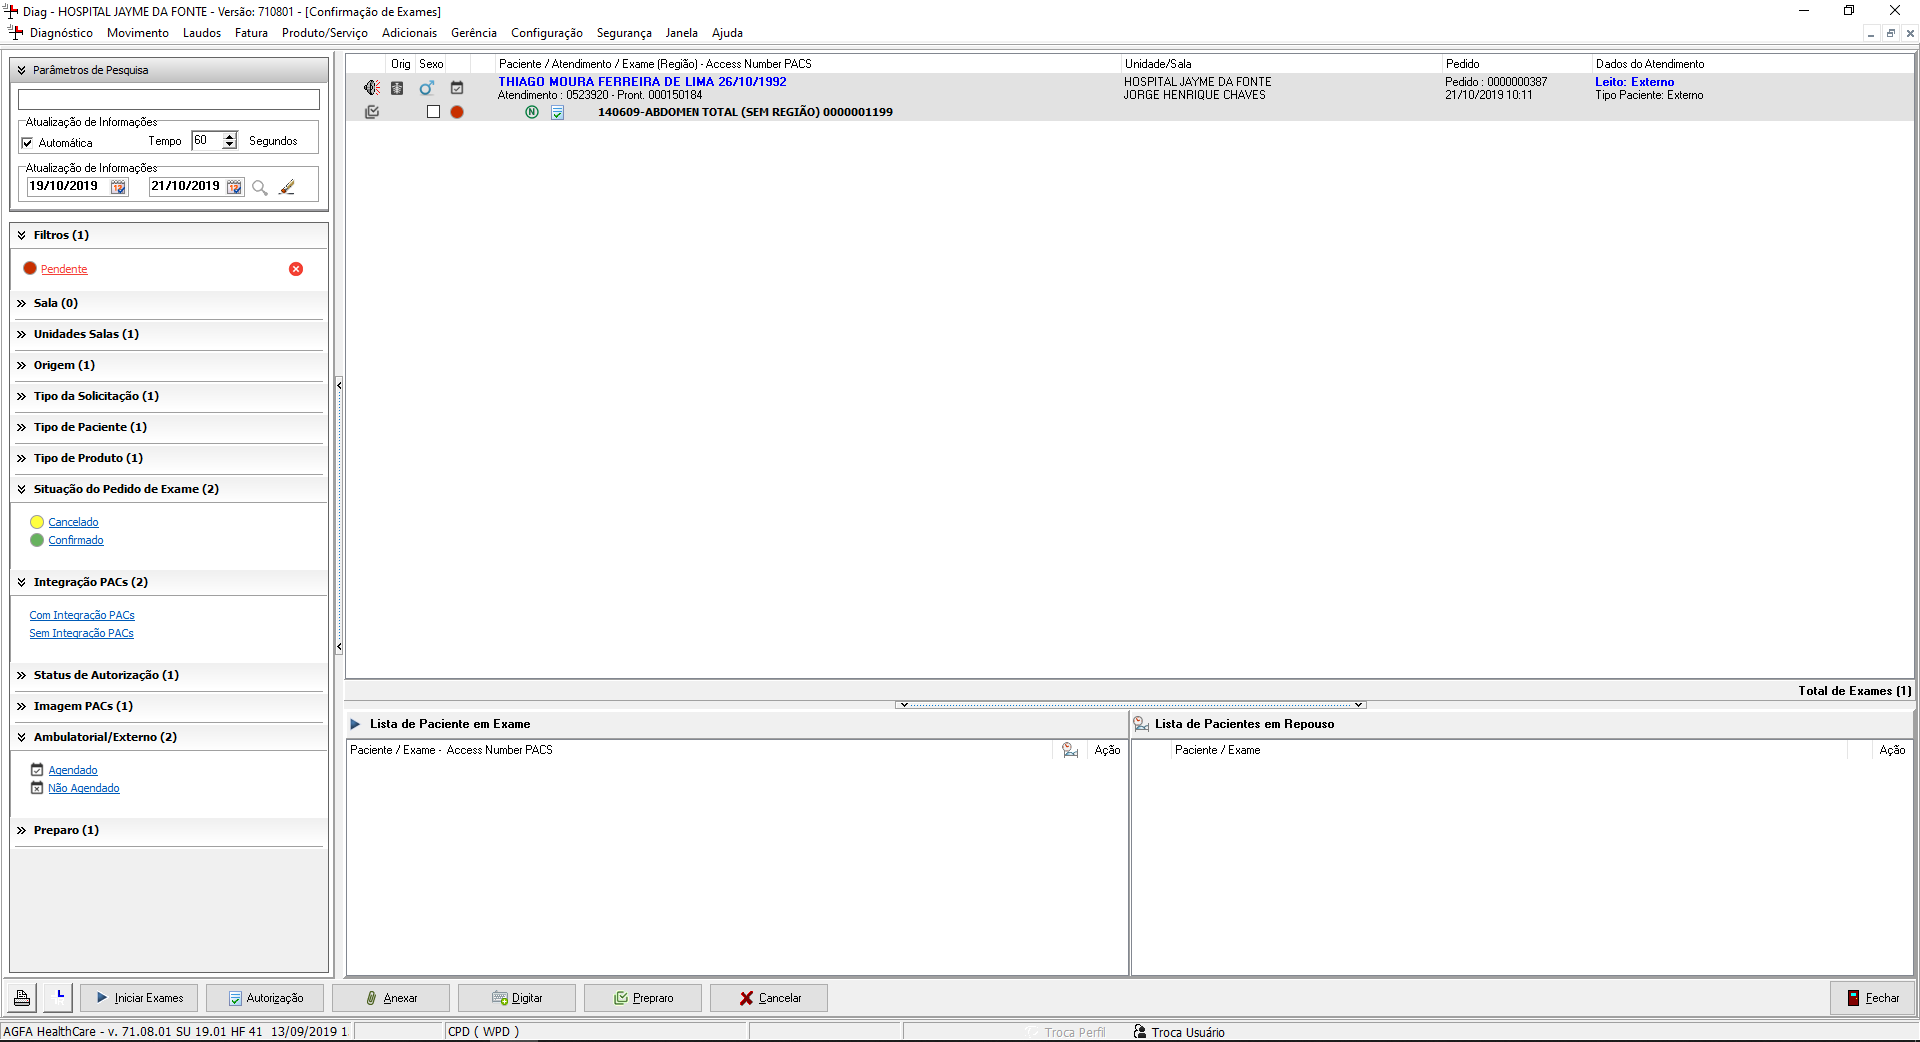 Diag - HOSPITAL JAYME DA FONTE - Versão: 710801 - [Confirmação de Exames]
Diagnóstico Movimento Laudos Fatura Produto/Serviço Adicionais Gerência Configuração Segurança Janela Ajuda
Parâmetros de Pesquisa
Atualização de Informações
Automática Tempo 60 Segundos
Atualização de Informações
19/10/2019 21/10/2019
Filtros (1)
Pendente
Sala (0)
Unidades Salas (1)
Origem (1)
Tipo da Solicitação (1)
Tipo de Paciente (1)
Tipo de Produto (1)
Situação do Pedido de Exame (2)
Cancelado
Confirmado
Integração PACs (2)
Com Integração PACs
Sem Integração PACs
Status de Autorização (1)
Imagem PACs (1)
Ambulatorial/Externo (2)
Agendado
Não Agendado
Preparo (1)
Orig Sexo Paciente / Atendimento / Exame (Região) - Access Number PACS Unidade/Sala Pedido Dados do Atendimento
THIAGO MOURA FERREIRA DE LIMA 26/10/1992 HOSPITAL JAYME DA FONTE Pedido : 0000000387 Leito: Externo
Atendimento : 0523920 - Pront. 000150184 JORGE HENRIQUE CHAVES 21/10/2019 10:11 Tipo Paciente: Externo
N 140609-ABDOMEN TOTAL (SEM REGIÃO) 0000001199
Total de Exames (1)
Lista de Paciente em Exame
Paciente / Exame - Access Number PACS Ação
Lista de Pacientes em Repouso
Paciente / Exame Ação
Iniciar Exames Autorização Anexar Digitar Preparo Cancelar Fechar
AGFA HealthCare - v. 71.08.01 SU 19.01 HF 41 13/09/2019 1 CPD ( WPD ) Troca Perfil Troca Usuário